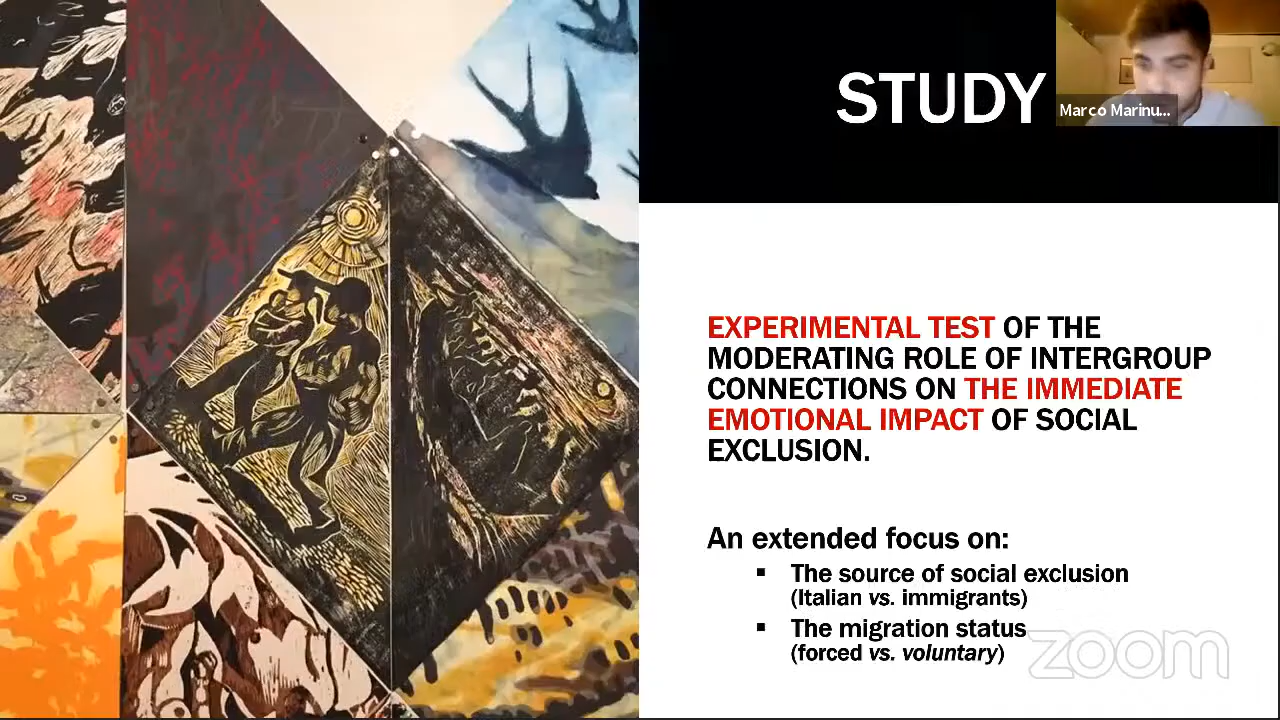 STUDY
Marco Marinu...
EXPERIMENTAL TEST OF THE
MODERATING ROLE OF INTERGROUP
CONNECTIONS ON THE IMMEDIATE
EMOTIONAL IMPACT OF SOCIAL
EXCLUSION.
An extended focus on:
▪ The source of social exclusion
(Italian vs. immigrants)
▪ The migration status
(forced vs. voluntary)
zoom